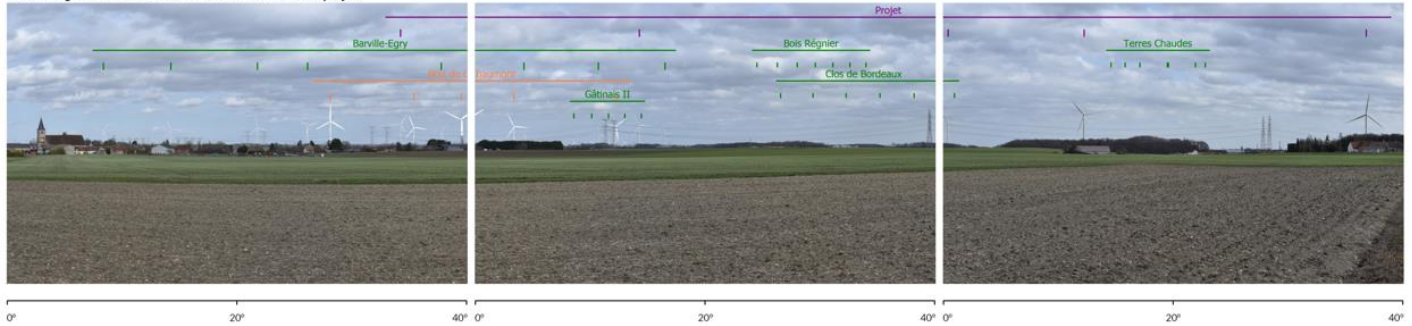 Projet
Barville-Egry
Bois Régnier
Terres Chaudes
Clos de Bordeaux
Gâtinais II
0° 20° 40° 0° 20° 40° 0° 20° 40°